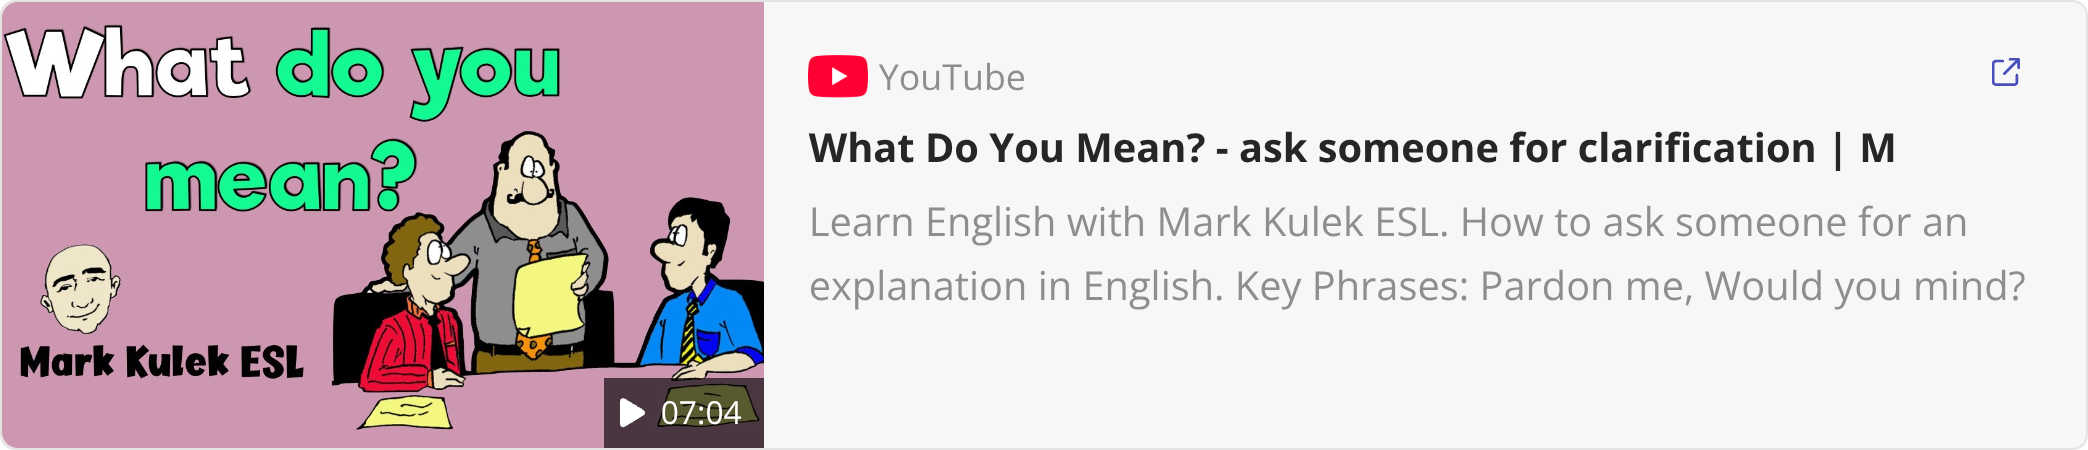 What do you
mean?
Mark Kulek ESL
07:04
YouTube
What Do You Mean? - ask someone for clarification | M
Learn English with Mark Kulek ESL. How to ask someone for an
explanation in English. Key Phrases: Pardon me, Would you mind?